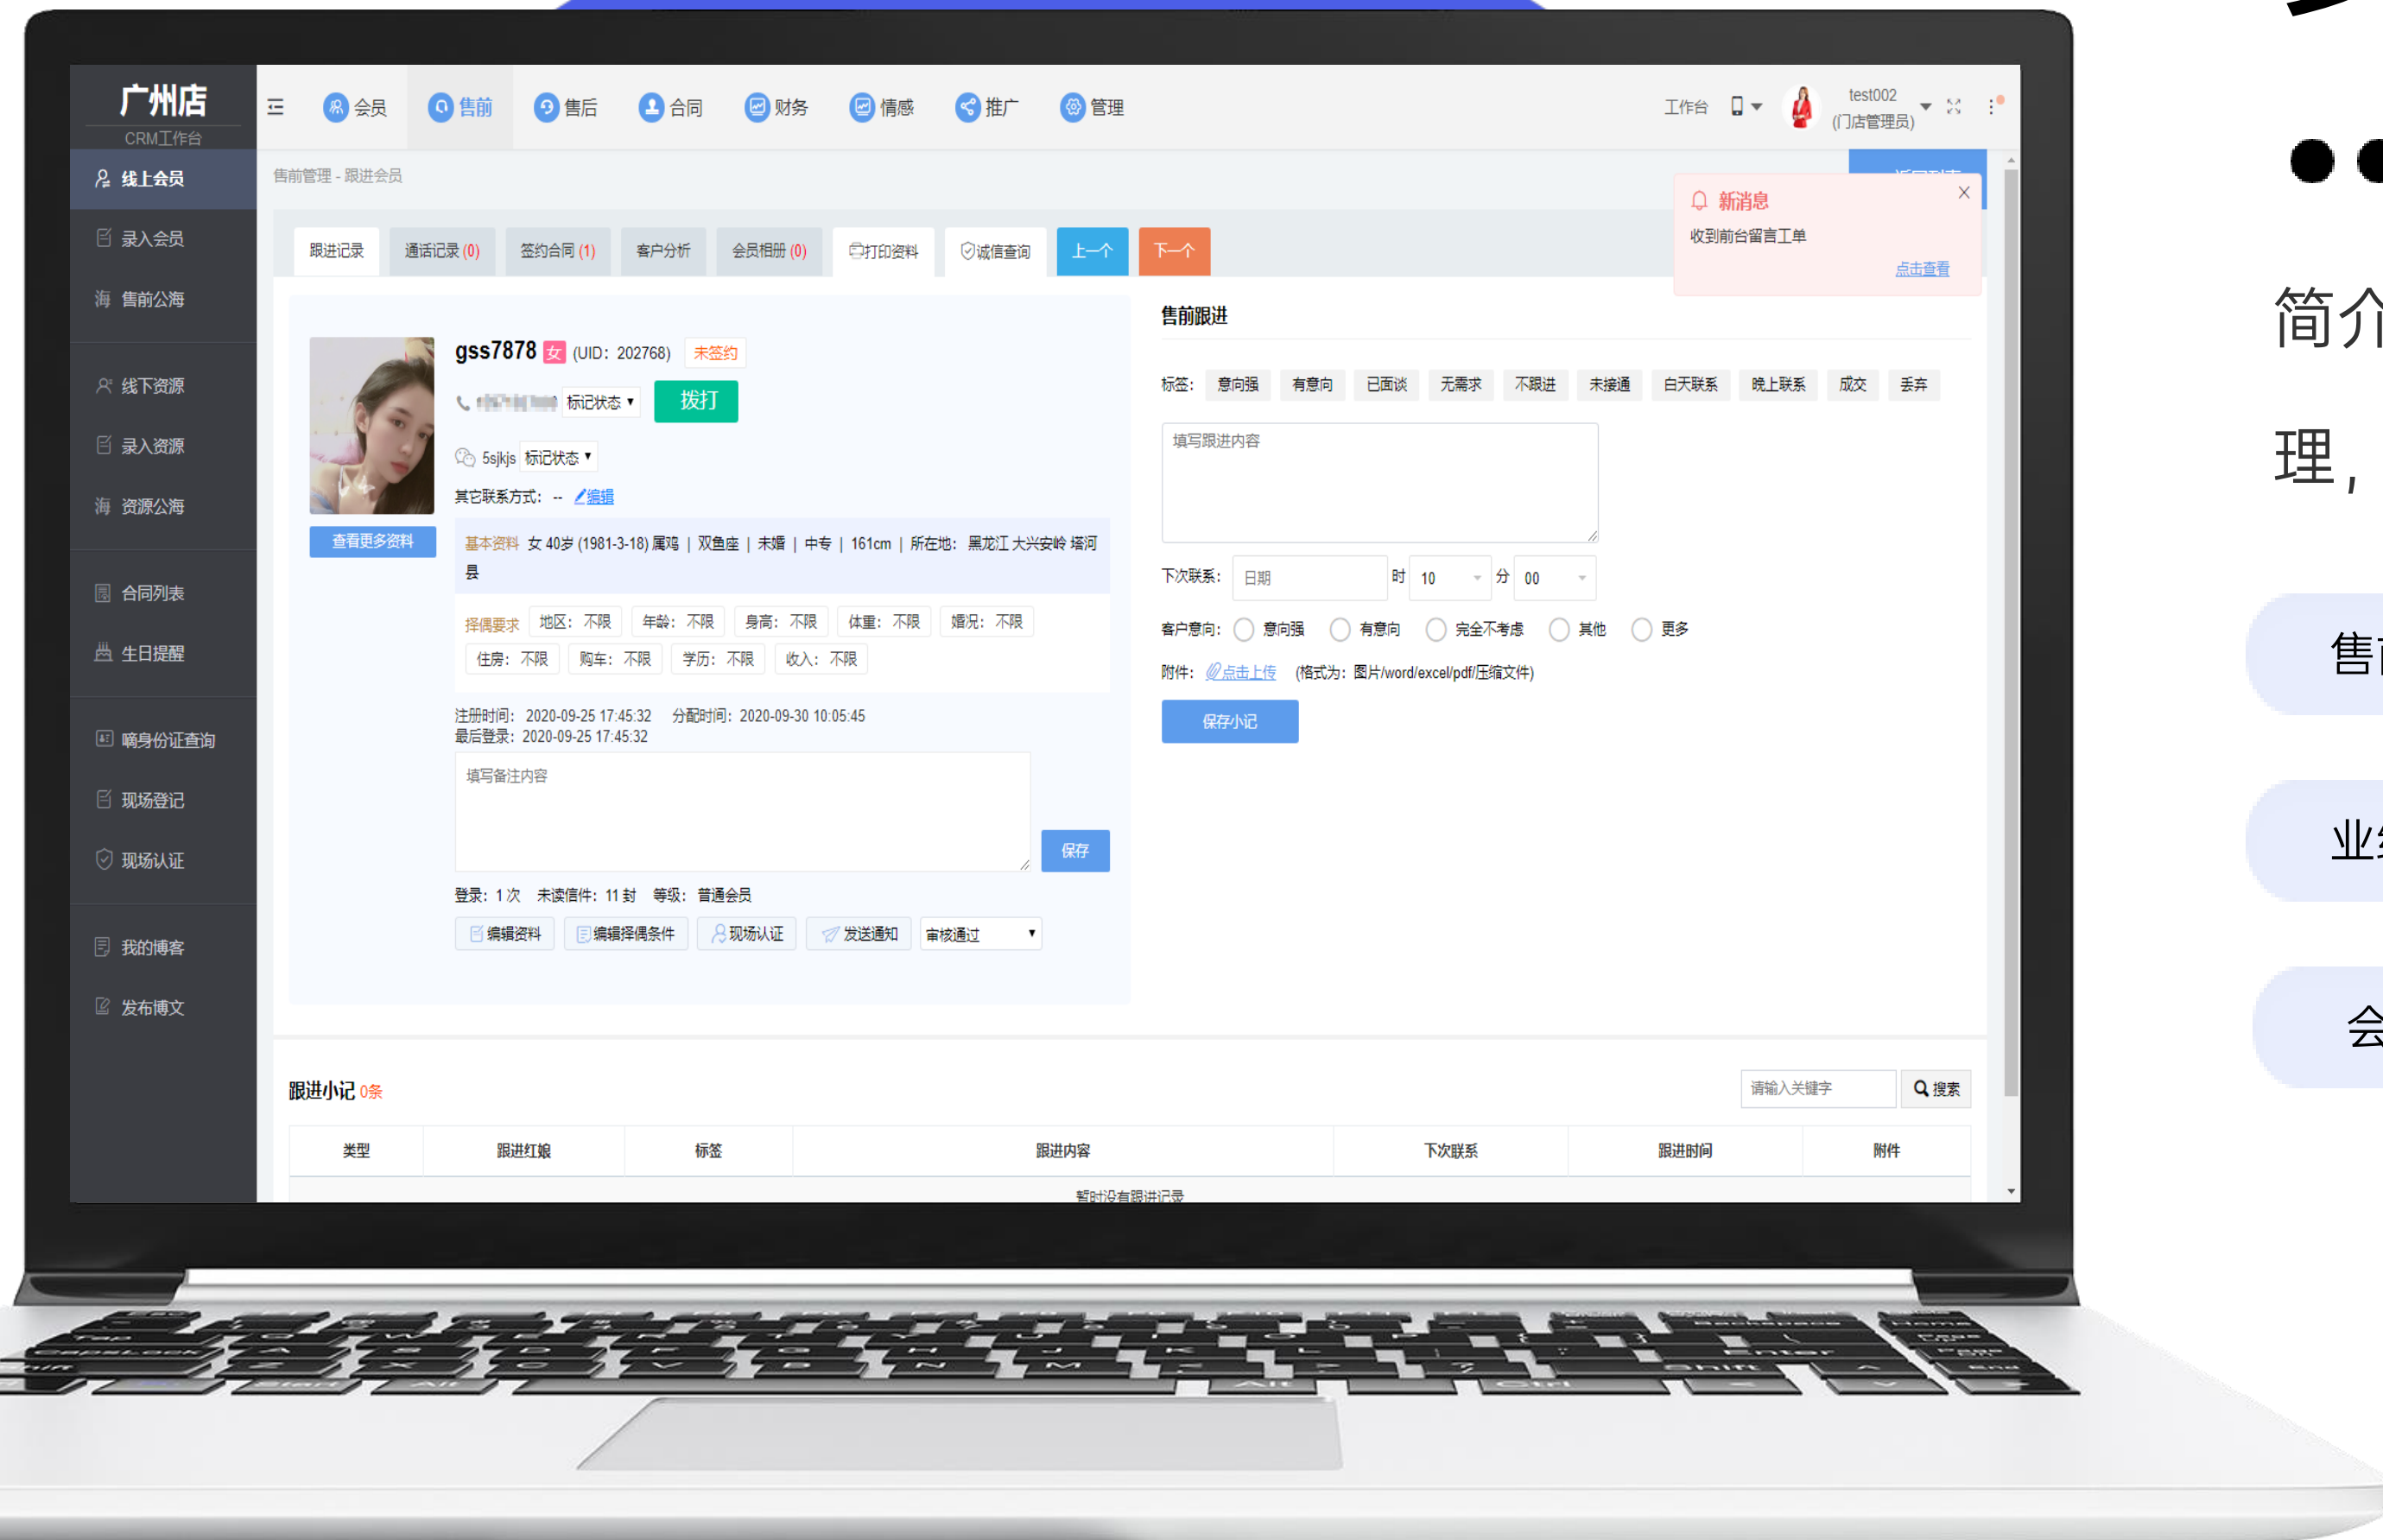 广州店
CRM工作台
会员 售前 售后 合同 财务 情感 推广 管理
工作台 test002
(门店管理员)
线上会员
录入会员
海 售前公海
线下资源
录入资源
海 资源公海
合同列表
生日提醒
嘀身份证查询
现场登记
现场认证
我的博客
发布博文
售前管理 - 跟进会员
新消息
收到前台留言工单
点击查看
跟进记录 通话记录 (0) 签约合同 (1) 客户分析 会员相册 (0) 打印资料 诚信查询 上一个 下一个
gss7878 女 (UID: 202768) 未签约
标记状态 拨打
5sjkjs 标记状态
其它联系方式: -- 编辑
查看更多资料
基本资料 女 40岁 (1981-3-18) 属鸡 | 双鱼座 | 未婚 | 中专 | 161cm | 所在地: 黑龙江 大兴安岭 塔河
县
择偶要求 地区: 不限 年龄: 不限 身高: 不限 体重: 不限 婚况: 不限
住房: 不限 购车: 不限 学历: 不限 收入: 不限
注册时间: 2020-09-25 17:45:32 分配时间: 2020-09-30 10:05:45
最后登录: 2020-09-25 17:45:32
填写备注内容
保存
登录: 1 次 未读信件: 11 封 等级: 普通会员
编辑资料 编辑择偶条件 现场认证 发送通知 审核通过
售前跟进
标签: 意向强 有意向 已面谈 无需求 不跟进 未接通 白天联系 晚上联系 成交 丢弃
填写跟进内容
下次联系: 日期 时 10 分 00
客户意向: 意向强 有意向 完全不考虑 其他 更多
附件: 点击上传 (格式为: 图片/word/excel/pdf/压缩文件)
保存小记
跟进小记 0条
请输入关键字 搜索
类型 跟进红娘 标签 跟进内容 下次联系 跟进时间 附件
暂时没有跟进记录
简介
理，
售前
业
会